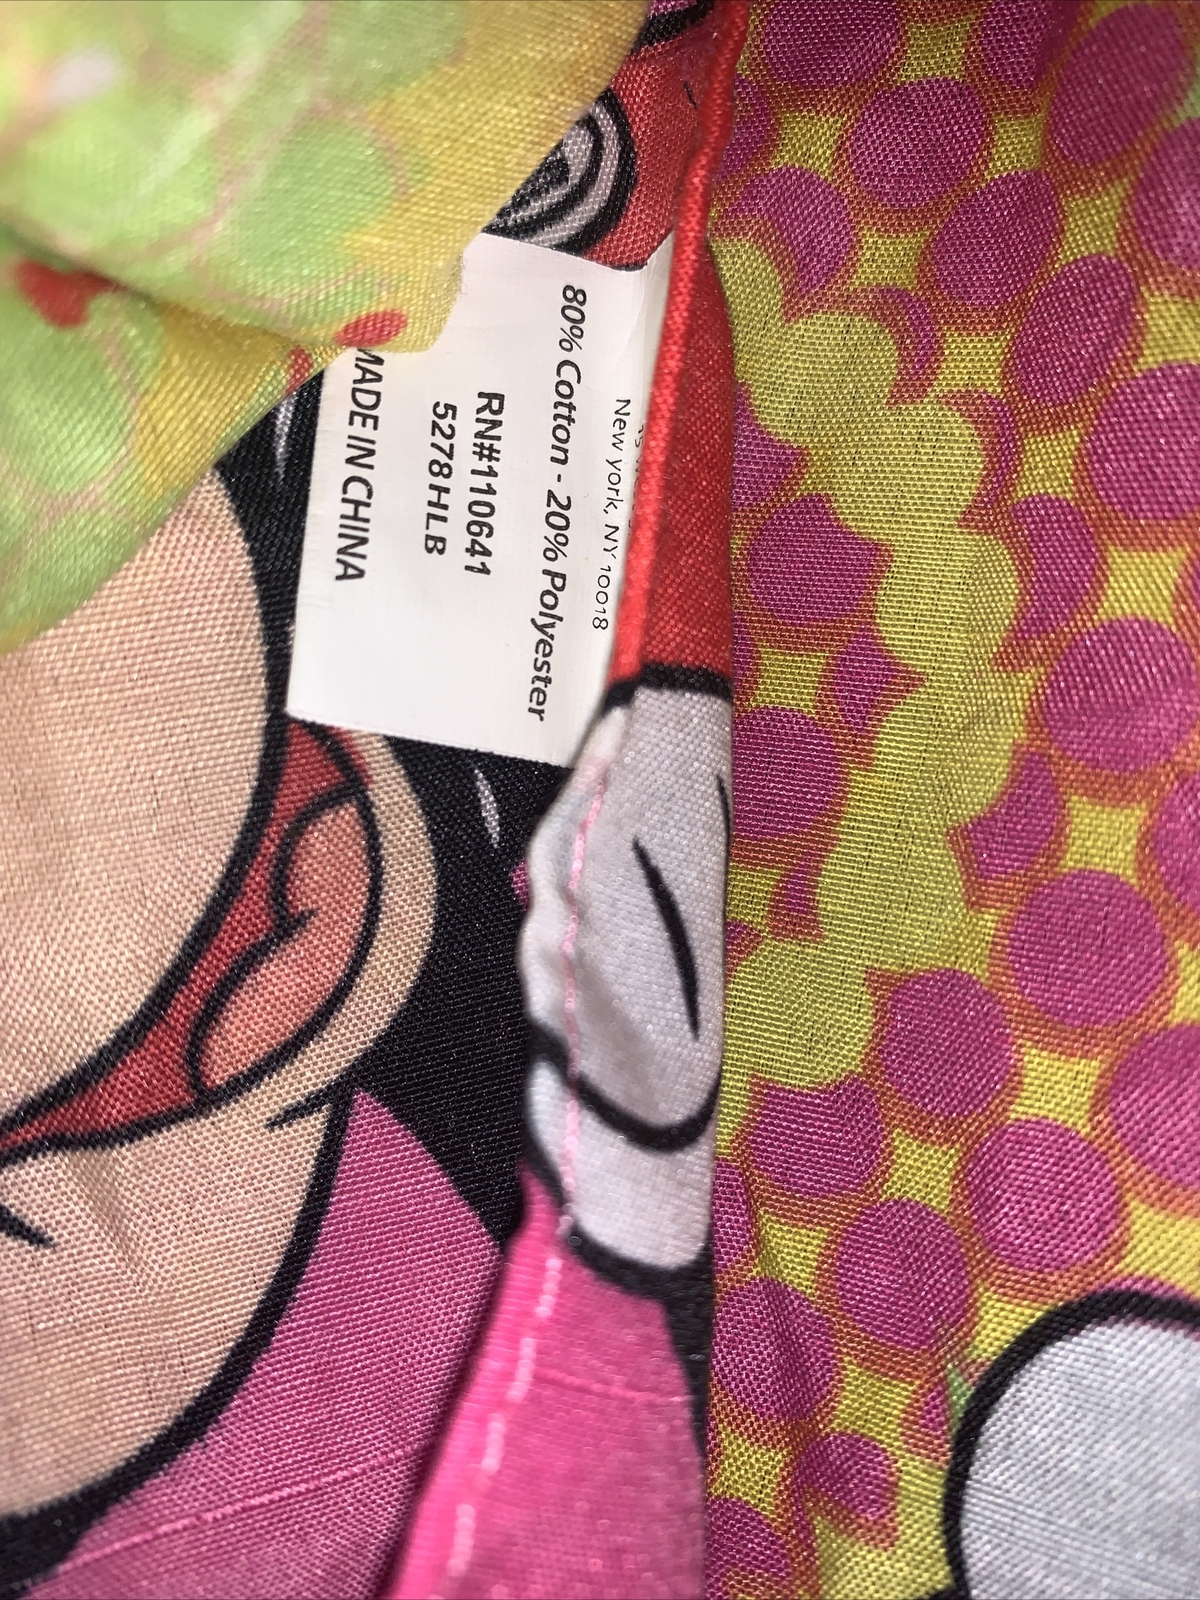 New york, NY 10018
80% Cotton - 20% Polyester
RN#110641
5278HLB
MADE IN CHINA